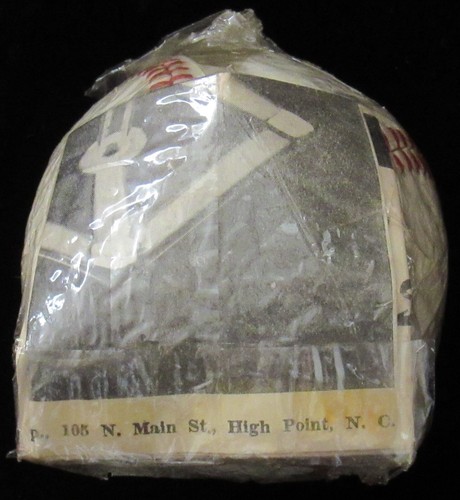 p., 105 N. Main St., High Point, N. C.